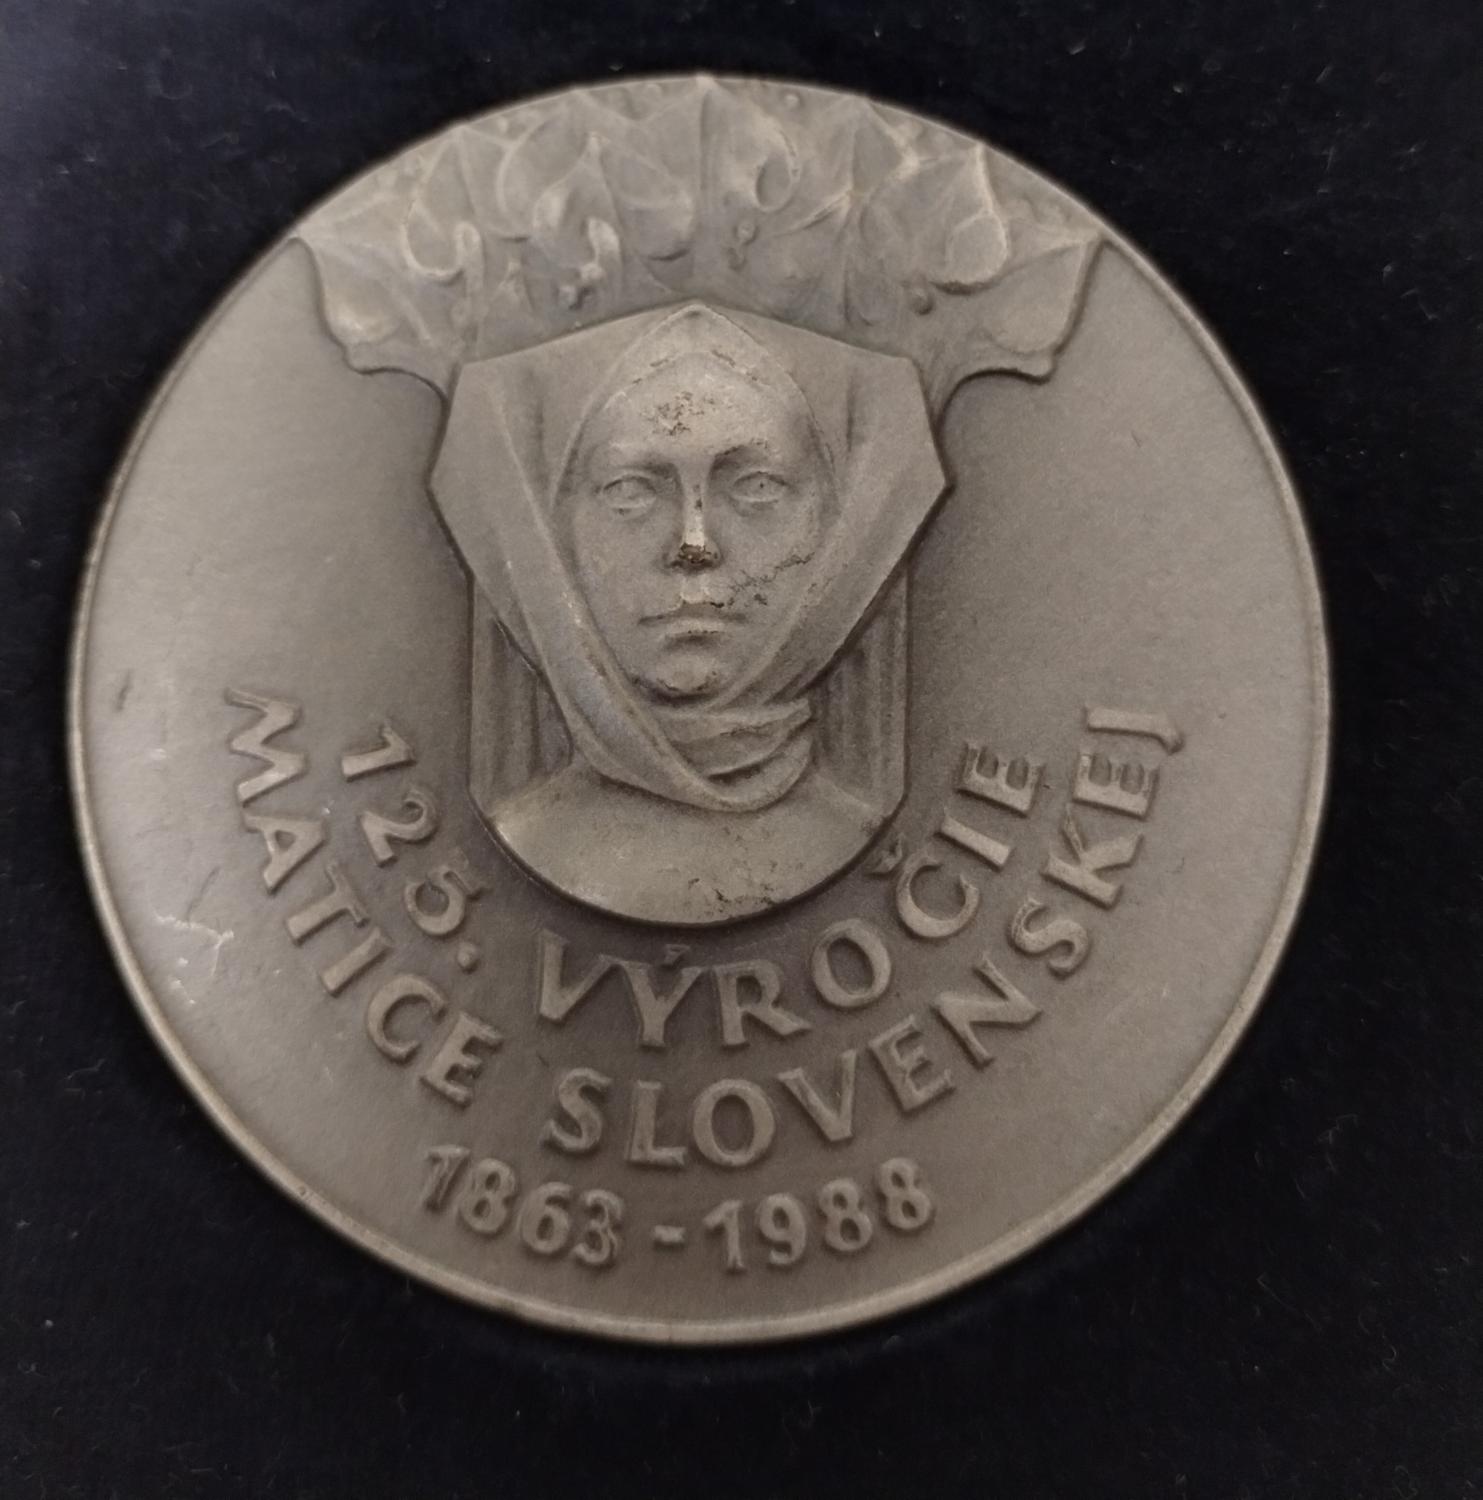 125. VÝROČIE
MATICE SLOVENSKEJ
1863 - 1988